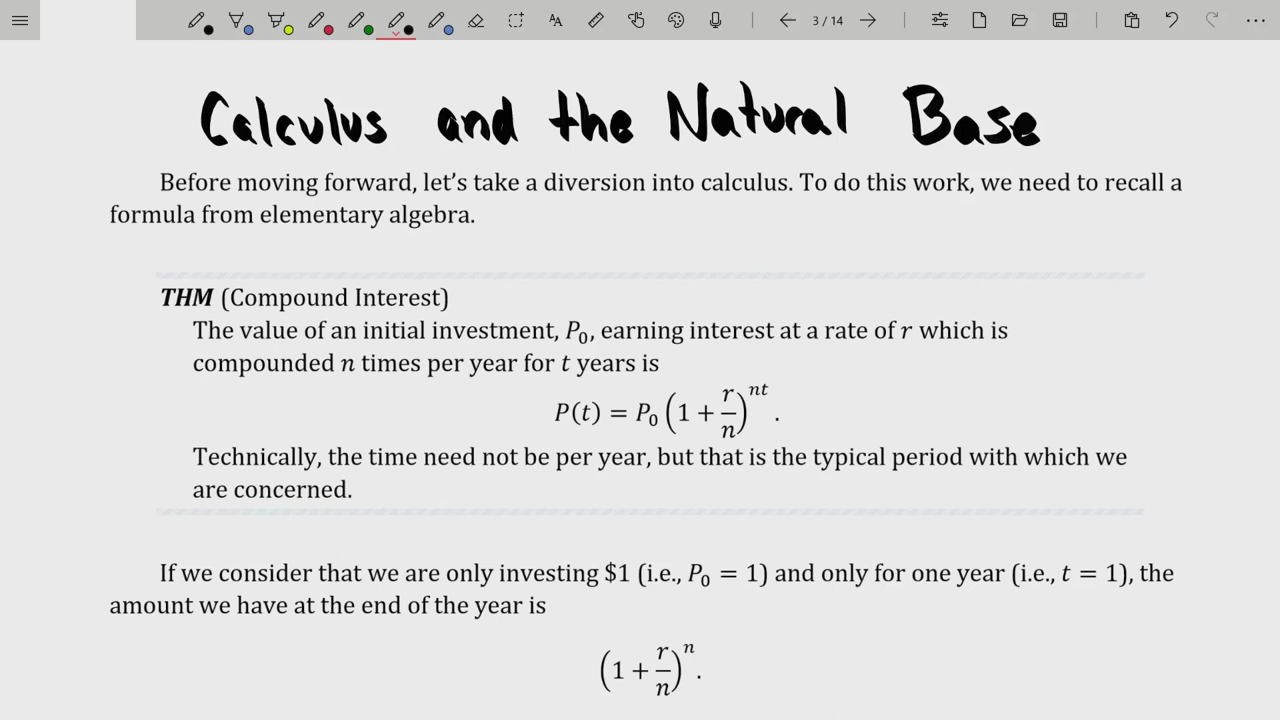 3 / 14
Calculus and the Natural Base
Before moving forward, let’s take a diversion into calculus. To do this work, we need to recall a
formula from elementary algebra.
THM (Compound Interest)
The value of an initial investment, P₀, earning interest at a rate of r which is
compounded n times per year for t years is
P(t) = P₀ (1 + r/n)^{nt}.
Technically, the time need not be per year, but that is the typical period with which we
are concerned.
If we consider that we are only investing $1 (i.e., P₀ = 1) and only for one year (i.e., t = 1), the
amount we have at the end of the year is
(1 + r/n)^n.